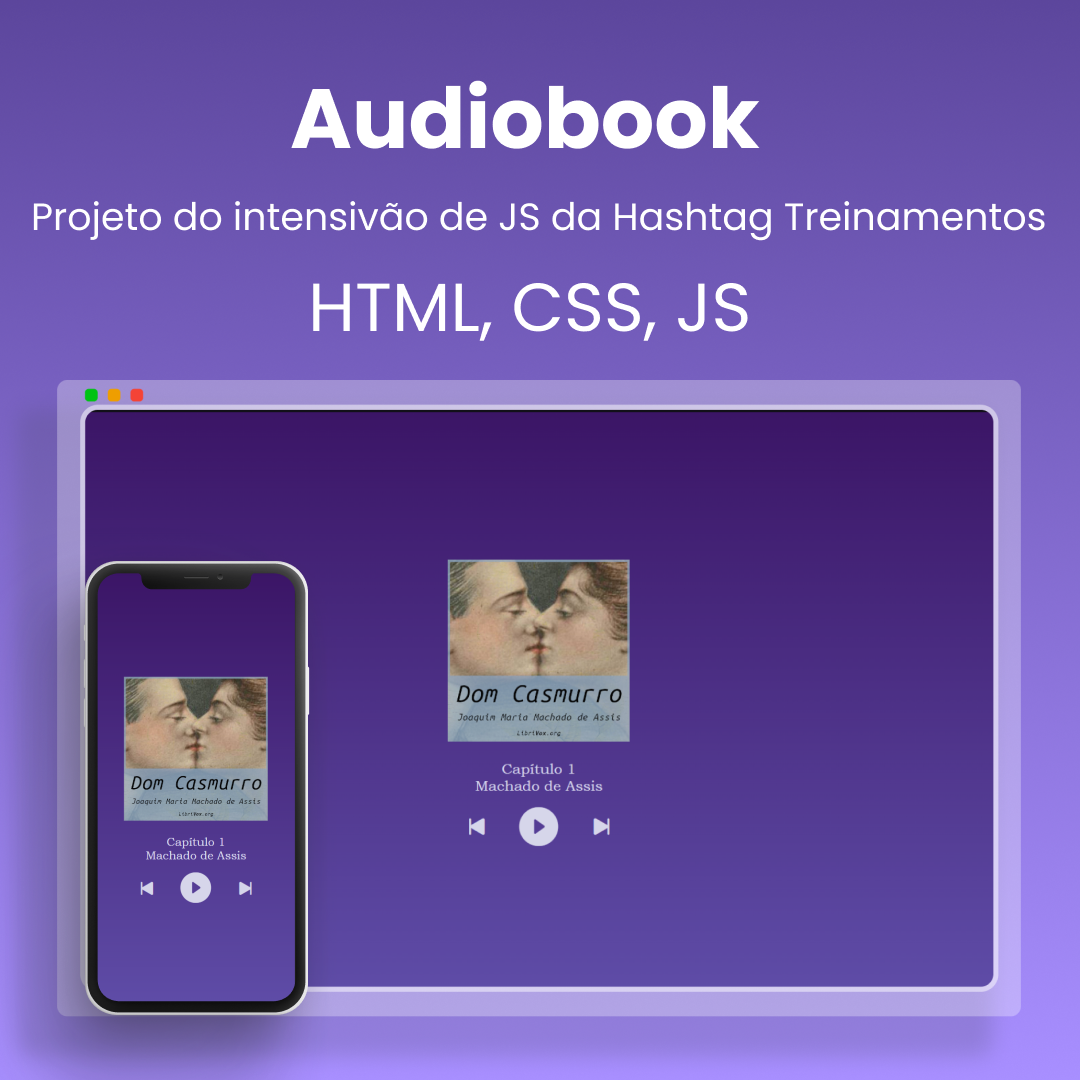 Audiobook
Projeto do intensivão de JS da Hashtag Treinamentos
HTML, CSS, JS
Dom Casmurro
Joaquim Maria Machado de Assis
LibriVox.org
Capítulo 1
Machado de Assis
Dom Casmurro
Joaquim Maria Machado de Assis
LibriVox.org
Capítulo 1
Machado de Assis